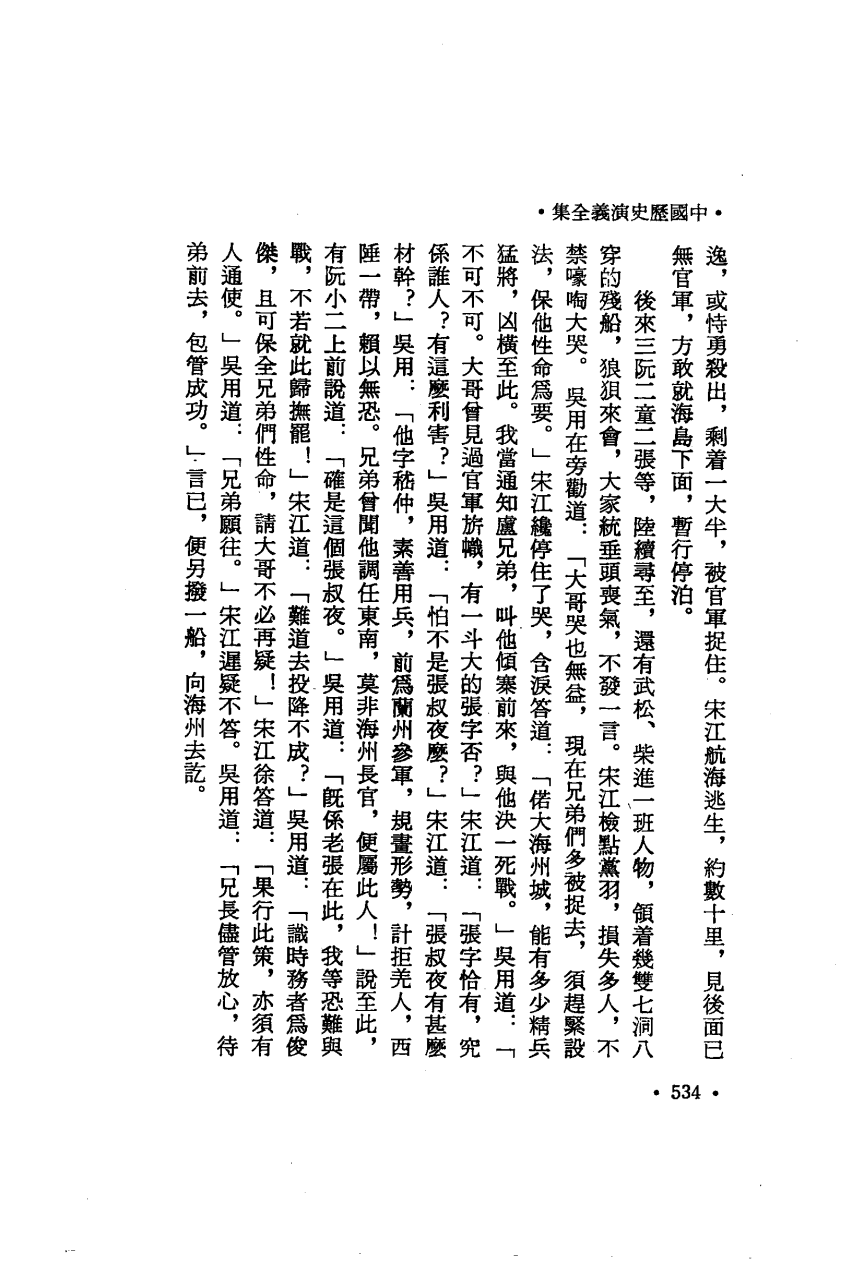 •中國歷史演義全集•
逸，或恃勇殺出，剩着一大半，被官軍捉住。宋江航海逃生，約數十里，見後面已
無官軍，方敢就海島下面，暫行停泊。
後來三阮二童二張等，陸續尋至，還有武松、柴進一班人物，領着幾雙七洞八
穿的殘船，狼狽來會，大家統垂頭喪氣，不發一言。宋江檢點黨羽，損失多人，不
禁嚎啕大哭。吳用在旁勸道：「大哥哭也無益，現在兄弟們多被捉去，須趕緊設
法，保他性命爲要。」宋江纔停住了哭，含淚答道：「偌大海州城，能有多少精兵
猛將，凶橫至此。我當通知盧兄弟，叫他傾寨前來，與他決一死戰。」吳用道：「
不可不可。大哥曾見過官軍旂幟，有一斗大的張字否？」宋江道：「張字恰有，究
係誰人？有這麼利害？」吳用道：「怕不是張叔夜麼？」宋江道：「張叔夜有甚麼
材幹？」吳用：「他字嵇仲，素善用兵，前爲蘭州參軍，規畫形勢，計拒羌人，西
陲一帶，賴以無恐。兄弟曾聞他調任東南，莫非海州長官，便屬此人！」說至此，
有阮小二上前說道：「確是這個張叔夜。」吳用道：「既係老張在此，我等恐難與
戰，不若就此歸撫罷！」宋江道：「難道去投降不成？」吳用道：「識時務者爲俊
傑，且可保全兄弟們性命，請大哥不必再疑！」宋江徐答道：「果行此策，亦須有
人通使。」吳用道：「兄弟願往。」宋江遲疑不答。吳用道：「兄長儘管放心，待
弟前去，包管成功。」言已，便另撥一船，向海州去訖。
•534•